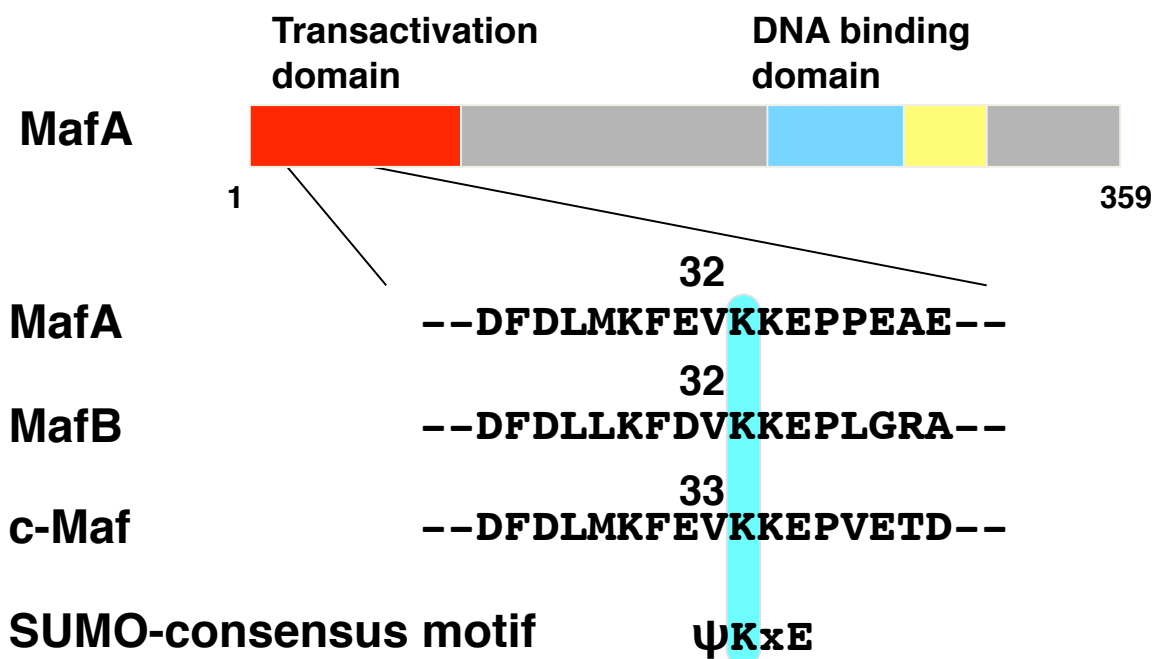 Transactivation domain
DNA binding domain
MafA
1
359
32
MafA --DFDLMKFEVKKEPPEAE--
32
MafB --DFDLLKFDVKKEPLGRA--
33
c-Maf --DFDLMKFEVKKEPVETD--
SUMO-consensus motif ψKxE